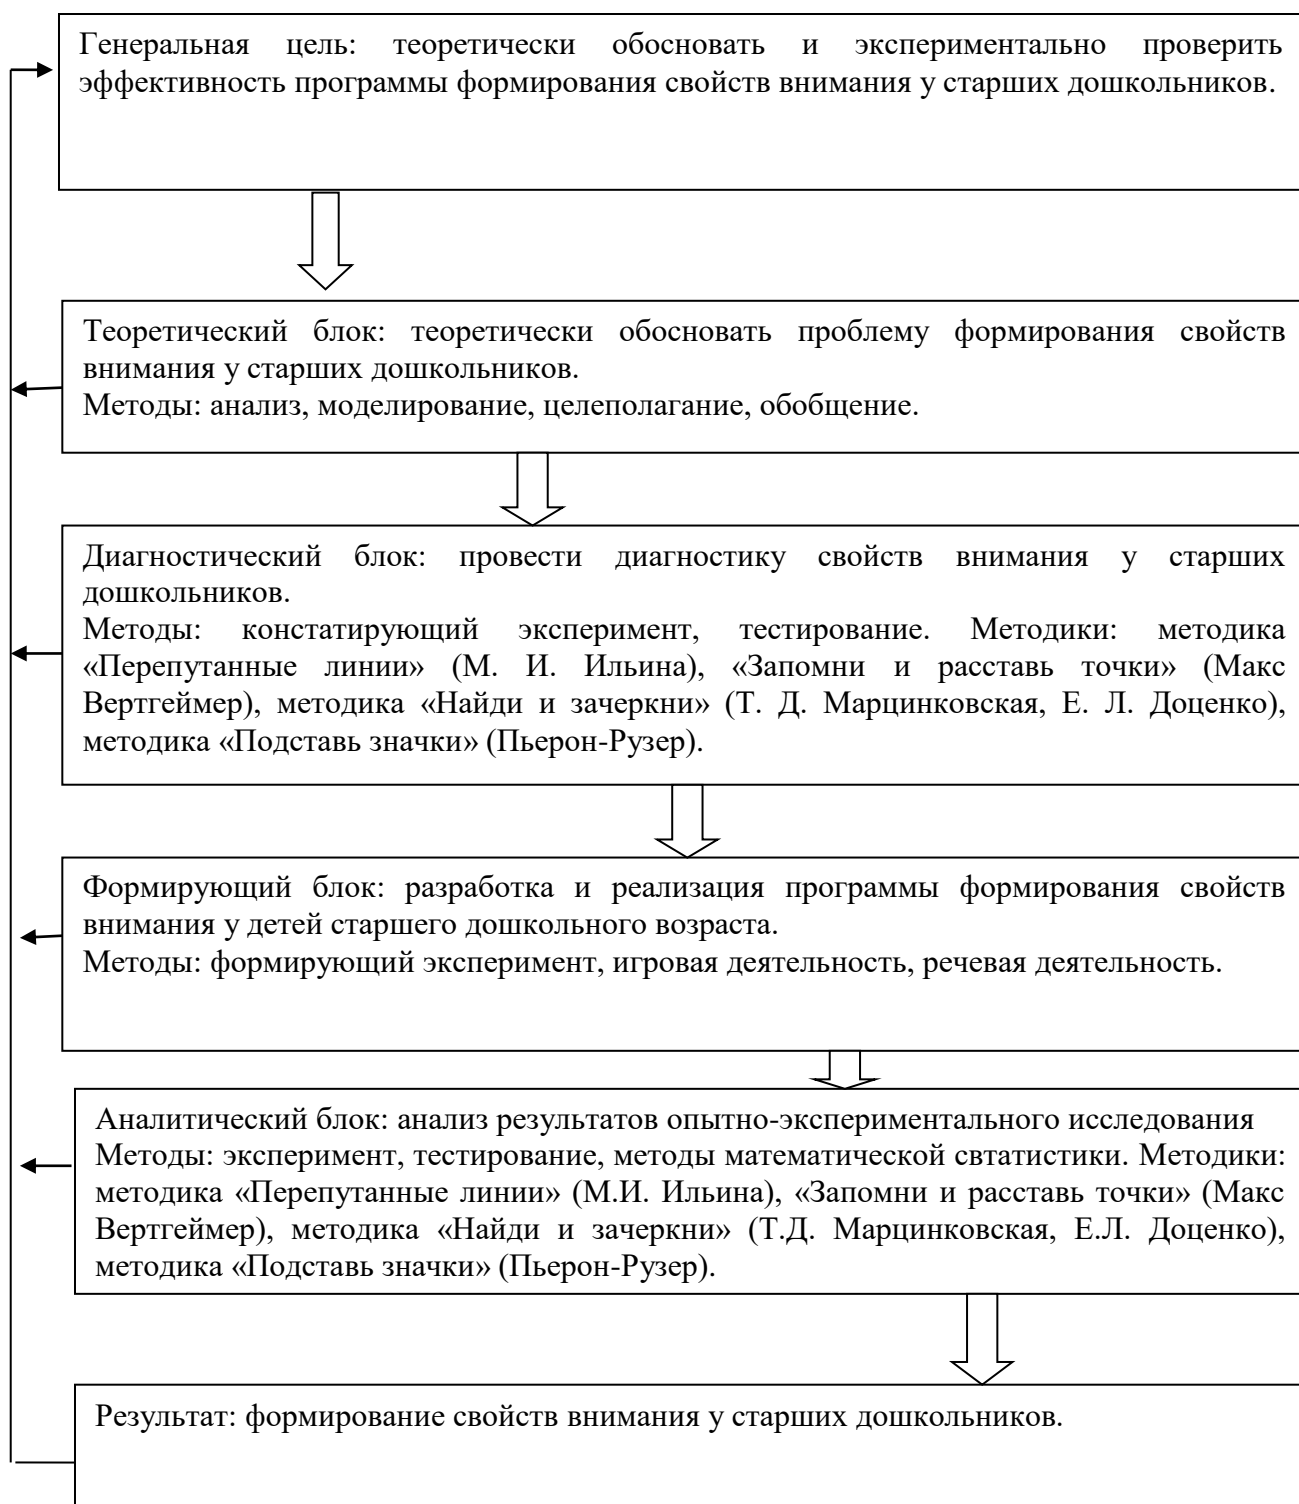 Генеральная цель: теоретически обосновать и экспериментально проверить
эффективность программы формирования свойств внимания у старших дошкольников.
Теоретический блок: теоретически обосновать проблему формирования свойств
внимания у старших дошкольников.
Методы: анализ, моделирование, целеполагание, обобщение.
Диагностический блок: провести диагностику свойств внимания у старших
дошкольников.
Методы: констатирующий эксперимент, тестирование. Методики: методика
«Перепутанные линии» (М. И. Ильина), «Запомни и расставь точки» (Макс
Вертгеймер), методика «Найди и зачеркни» (Т. Д. Марцинковская, Е. Л. Доценко),
методика «Подставь значки» (Пьерон-Рузер).
Формирующий блок: разработка и реализация программы формирования свойств
внимания у детей старшего дошкольного возраста.
Методы: формирующий эксперимент, игровая деятельность, речевая деятельность.
Аналитический блок: анализ результатов опытно-экспериментального исследования
Методы: эксперимент, тестирование, методы математической свтатистики. Методики:
методика «Перепутанные линии» (М.И. Ильина), «Запомни и расставь точки» (Макс
Вертгеймер), методика «Найди и зачеркни» (Т.Д. Марцинковская, Е.Л. Доценко),
методика «Подставь значки» (Пьерон-Рузер).
Результат: формирование свойств внимания у старших дошкольников.